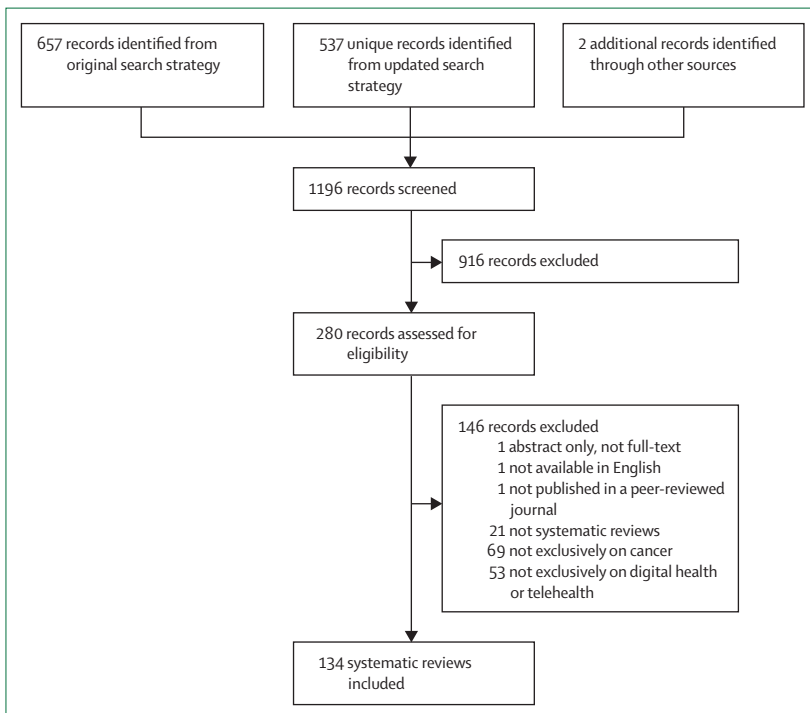 657 records identified from
original search strategy
537 unique records identified
from updated search
strategy
2 additional records identified
through other sources
1196 records screened
916 records excluded
280 records assessed for
eligibility
146 records excluded
1 abstract only, not full-text
1 not available in English
1 not published in a peer-reviewed
journal
21 not systematic reviews
69 not exclusively on cancer
53 not exclusively on digital health
or telehealth
134 systematic reviews
included